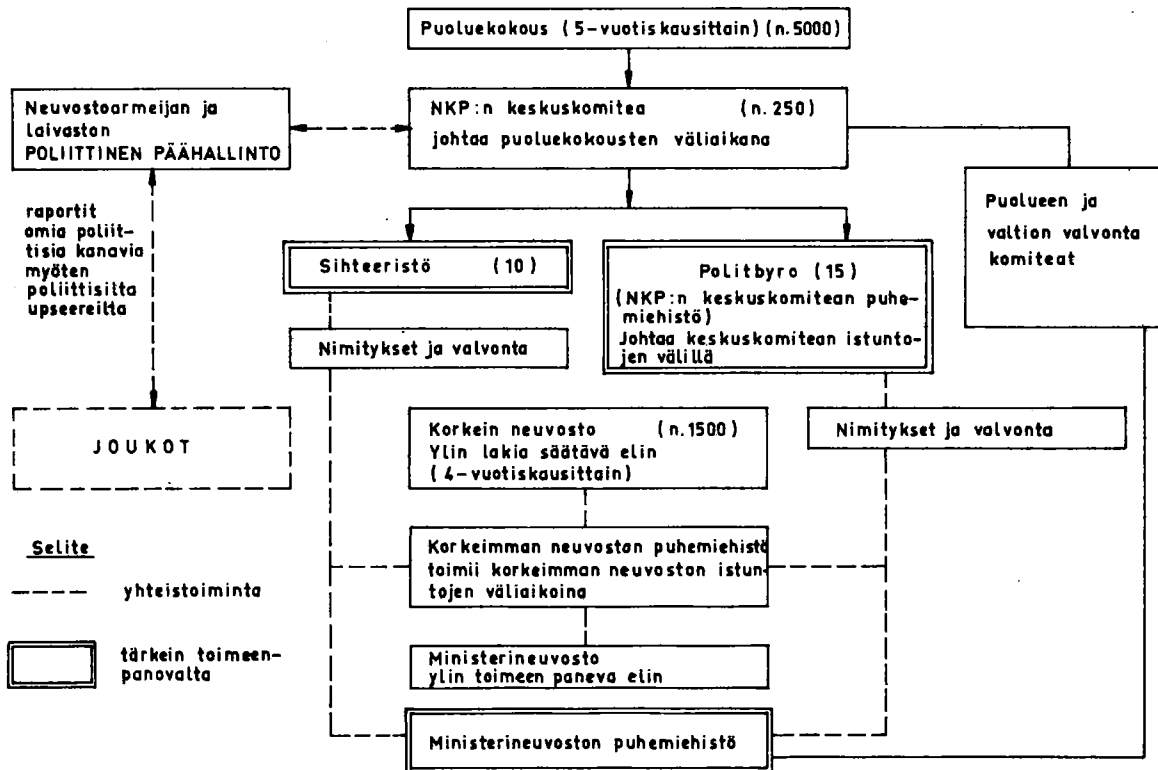 Puoluekokous (5-vuotiskausittain) (n.5000)
Neuvostoarmeijan ja
laivaston
POLIITTINEN PÄÄHALLINTO
NKP:n keskuskomitea (n.250)
johtaa puoluekokousten väliaikana
raportit
omia poliit-
tisia kanavia
myöten
poliittisilta
upseereilta
Puolueen ja
valtion valvonta
komiteat
Sihteeristö (10)
Politbyro (15)
(NKP:n keskuskomitean puhe-
miehistö)
Johtaa keskuskomitean istunto-
jen välillä
Nimitykset ja valvonta
Nimitykset ja valvonta
JOUKOT
Korkein neuvosto (n.1500)
Ylin lakia säätävä elin
(4-vuotiskausittain)
Selite
yhteistoiminta
tärkein toimeen-
panovalta
Korkeimman neuvoston puhemiehistö
toimii korkeimman neuvoston istun-
tojen väliaikoina
Ministerineuvosto
ylin toimeen paneva elin
Ministerineuvoston puhemiehistö